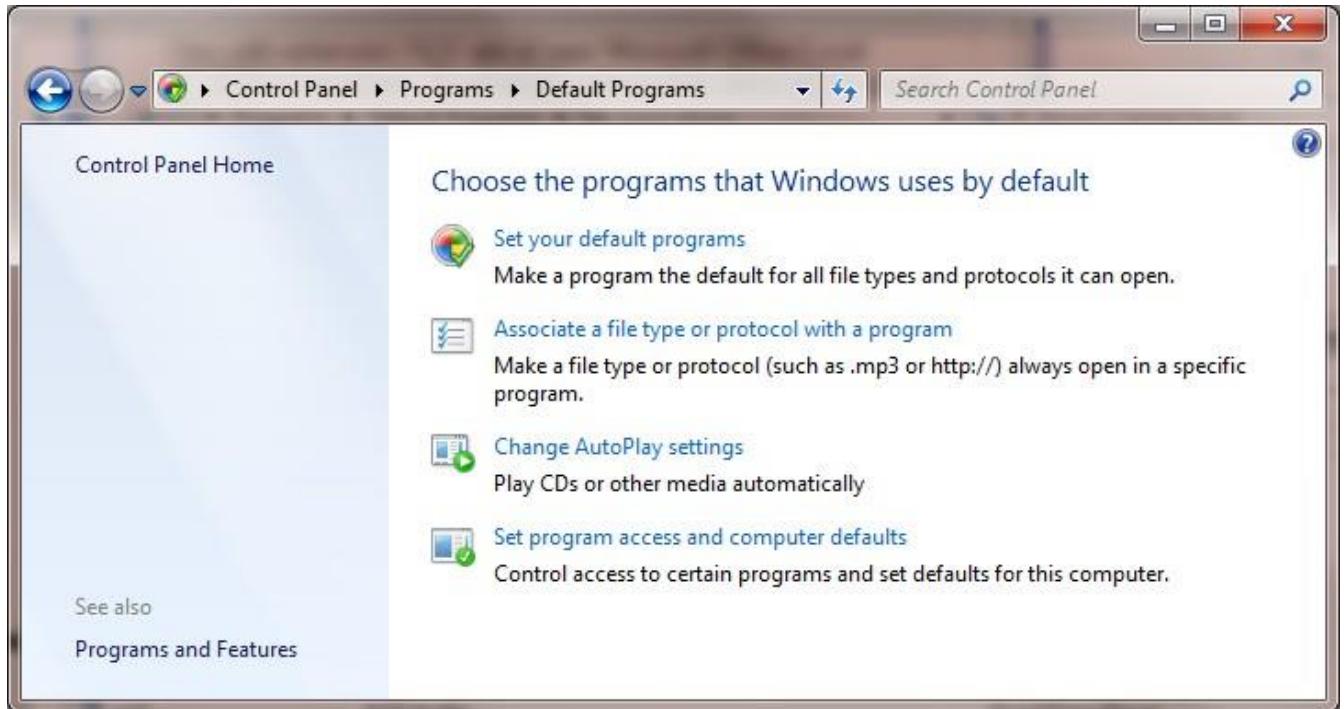 Control Panel ▸ Programs ▸ Default Programs
Search Control Panel
Control Panel Home
Choose the programs that Windows uses by default
Set your default programs
Make a program the default for all file types and protocols it can open.
Associate a file type or protocol with a program
Make a file type or protocol (such as .mp3 or http://) always open in a specific
program.
Change AutoPlay settings
Play CDs or other media automatically
Set program access and computer defaults
Control access to certain programs and set defaults for this computer.
See also
Programs and Features